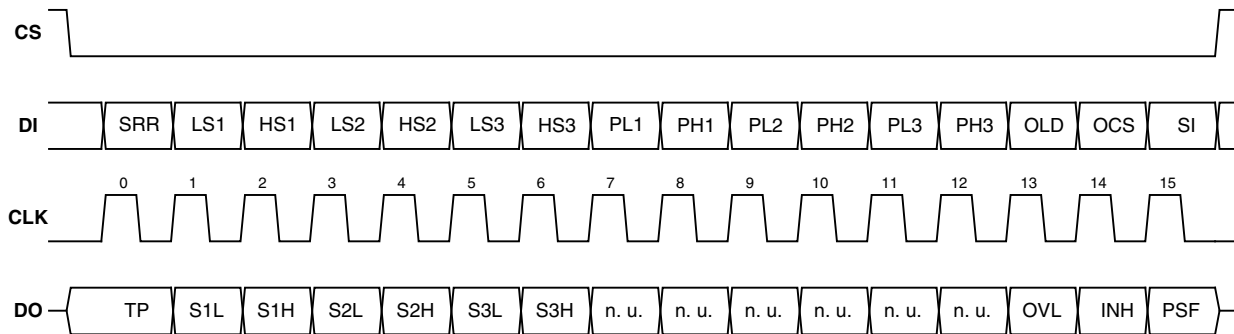 CS
DI SRR LS1 HS1 LS2 HS2 LS3 HS3 PL1 PH1 PL2 PH2 PL3 PH3 OLD OCS SI
0 1 2 3 4 5 6 7 8 9 10 11 12 13 14 15
CLK
DO TP S1L S1H S2L S2H S3L S3H n. u. n. u. n. u. n. u. n. u. n. u. OVL INH PSF